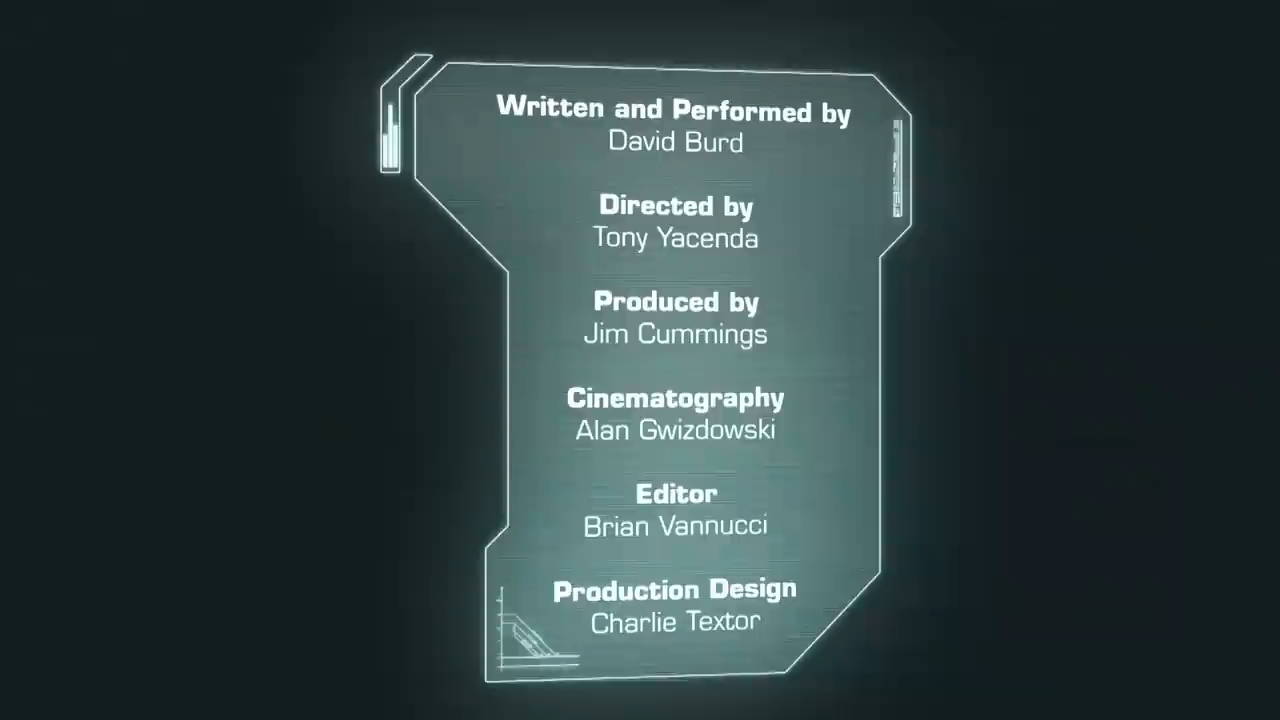 Written and Performed by
David Burd
Directed by
Tony Yacenda
Produced by
Jim Cummings
Cinematography
Alan Gwizdowski
Editor
Brian Vannucci
Production Design
Charlie Textor